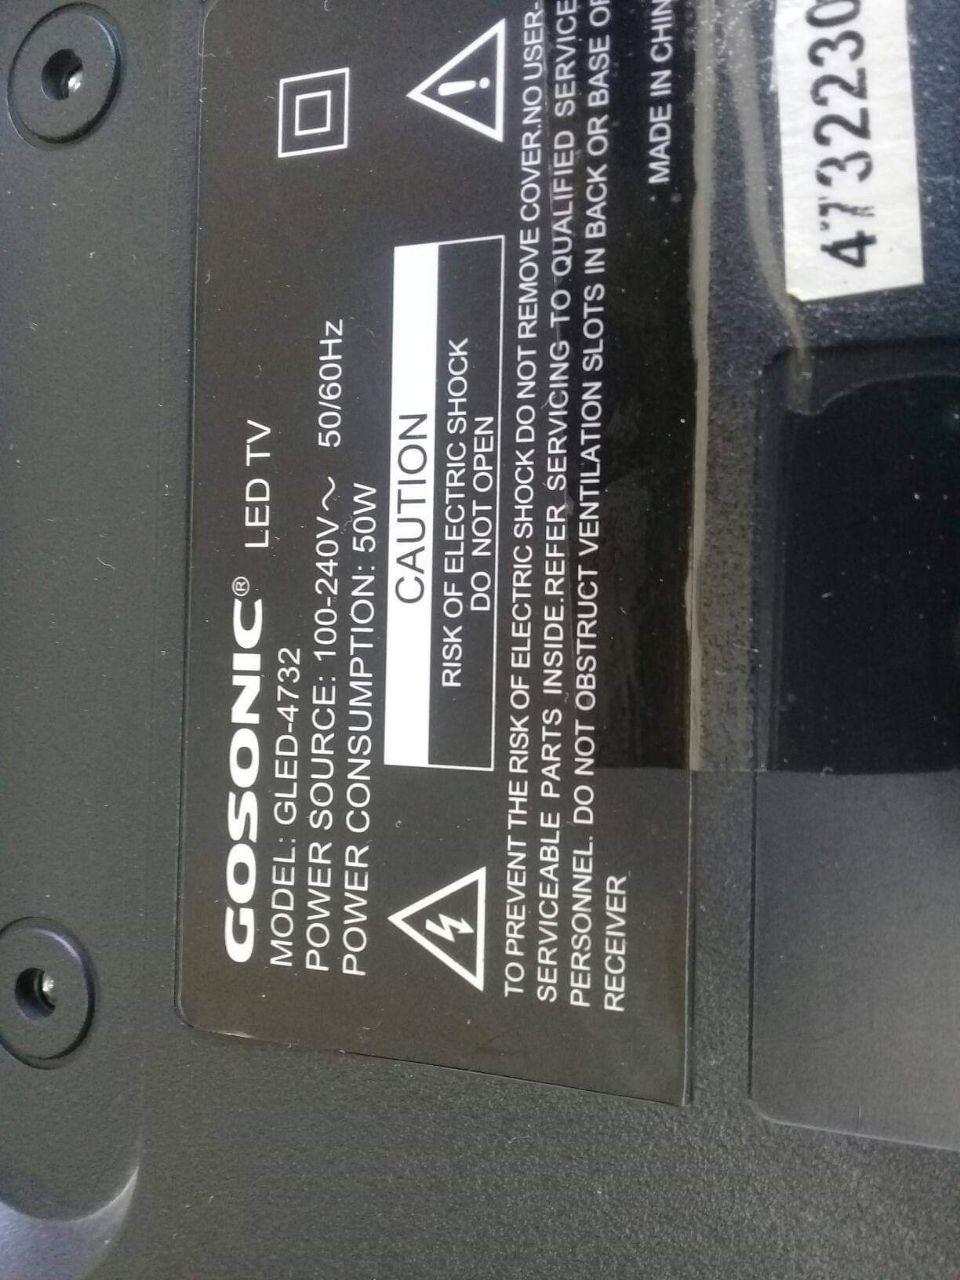 GOSONIC® LED TV
MODEL: GLED-4732
POWER SOURCE: 100-240V～ 50/60Hz
POWER CONSUMPTION: 50W
CAUTION
RISK OF ELECTRIC SHOCK
DO NOT OPEN
TO PREVENT THE RISK OF ELECTRIC SHOCK DO NOT REMOVE COVER.NO USER-
SERVICEABLE PARTS INSIDE.REFER SERVICING TO QUALIFIED SERVICE
PERSONNEL. DO NOT OBSTRUCT VENTILATION SLOTS IN BACK OR BASE OF
RECEIVER
MADE IN CHIN
4732230